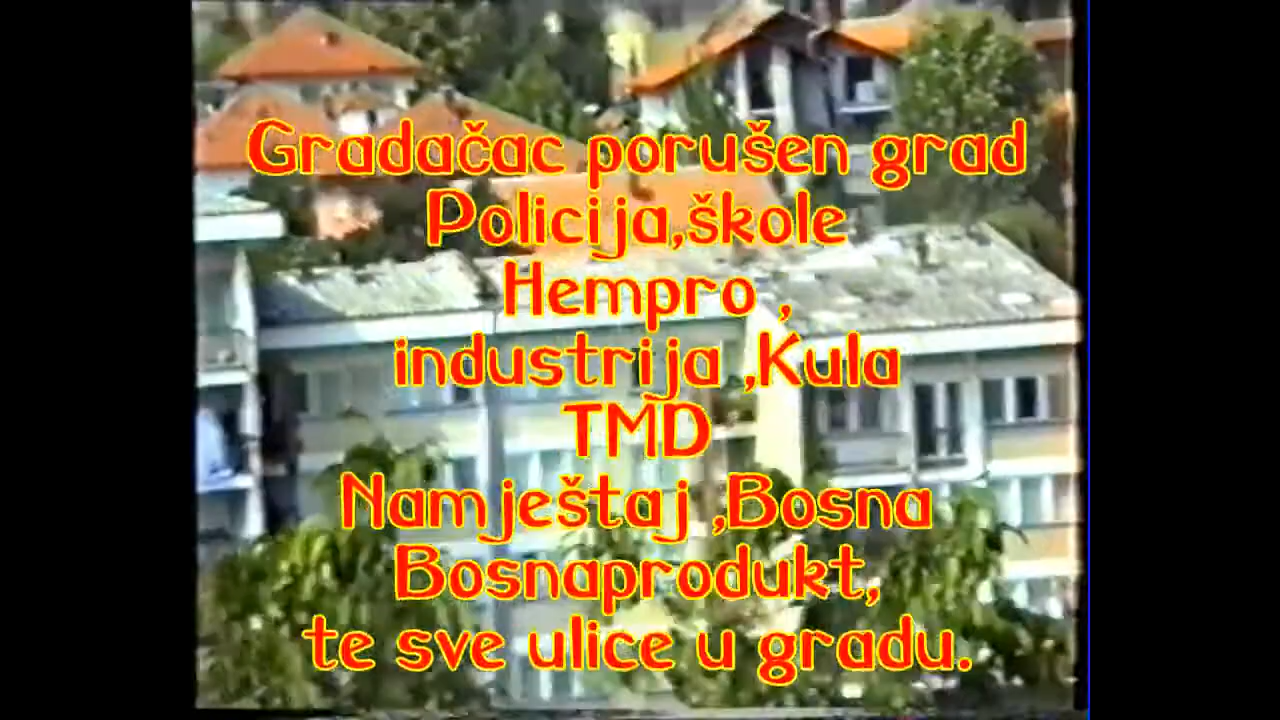 Gradačac porušen grad
Policija,škole
Hempro ,
industrija ,Kula
TMD
Namještaj ,Bosna
Bosnaprodukt,
te sve ulice u gradu.